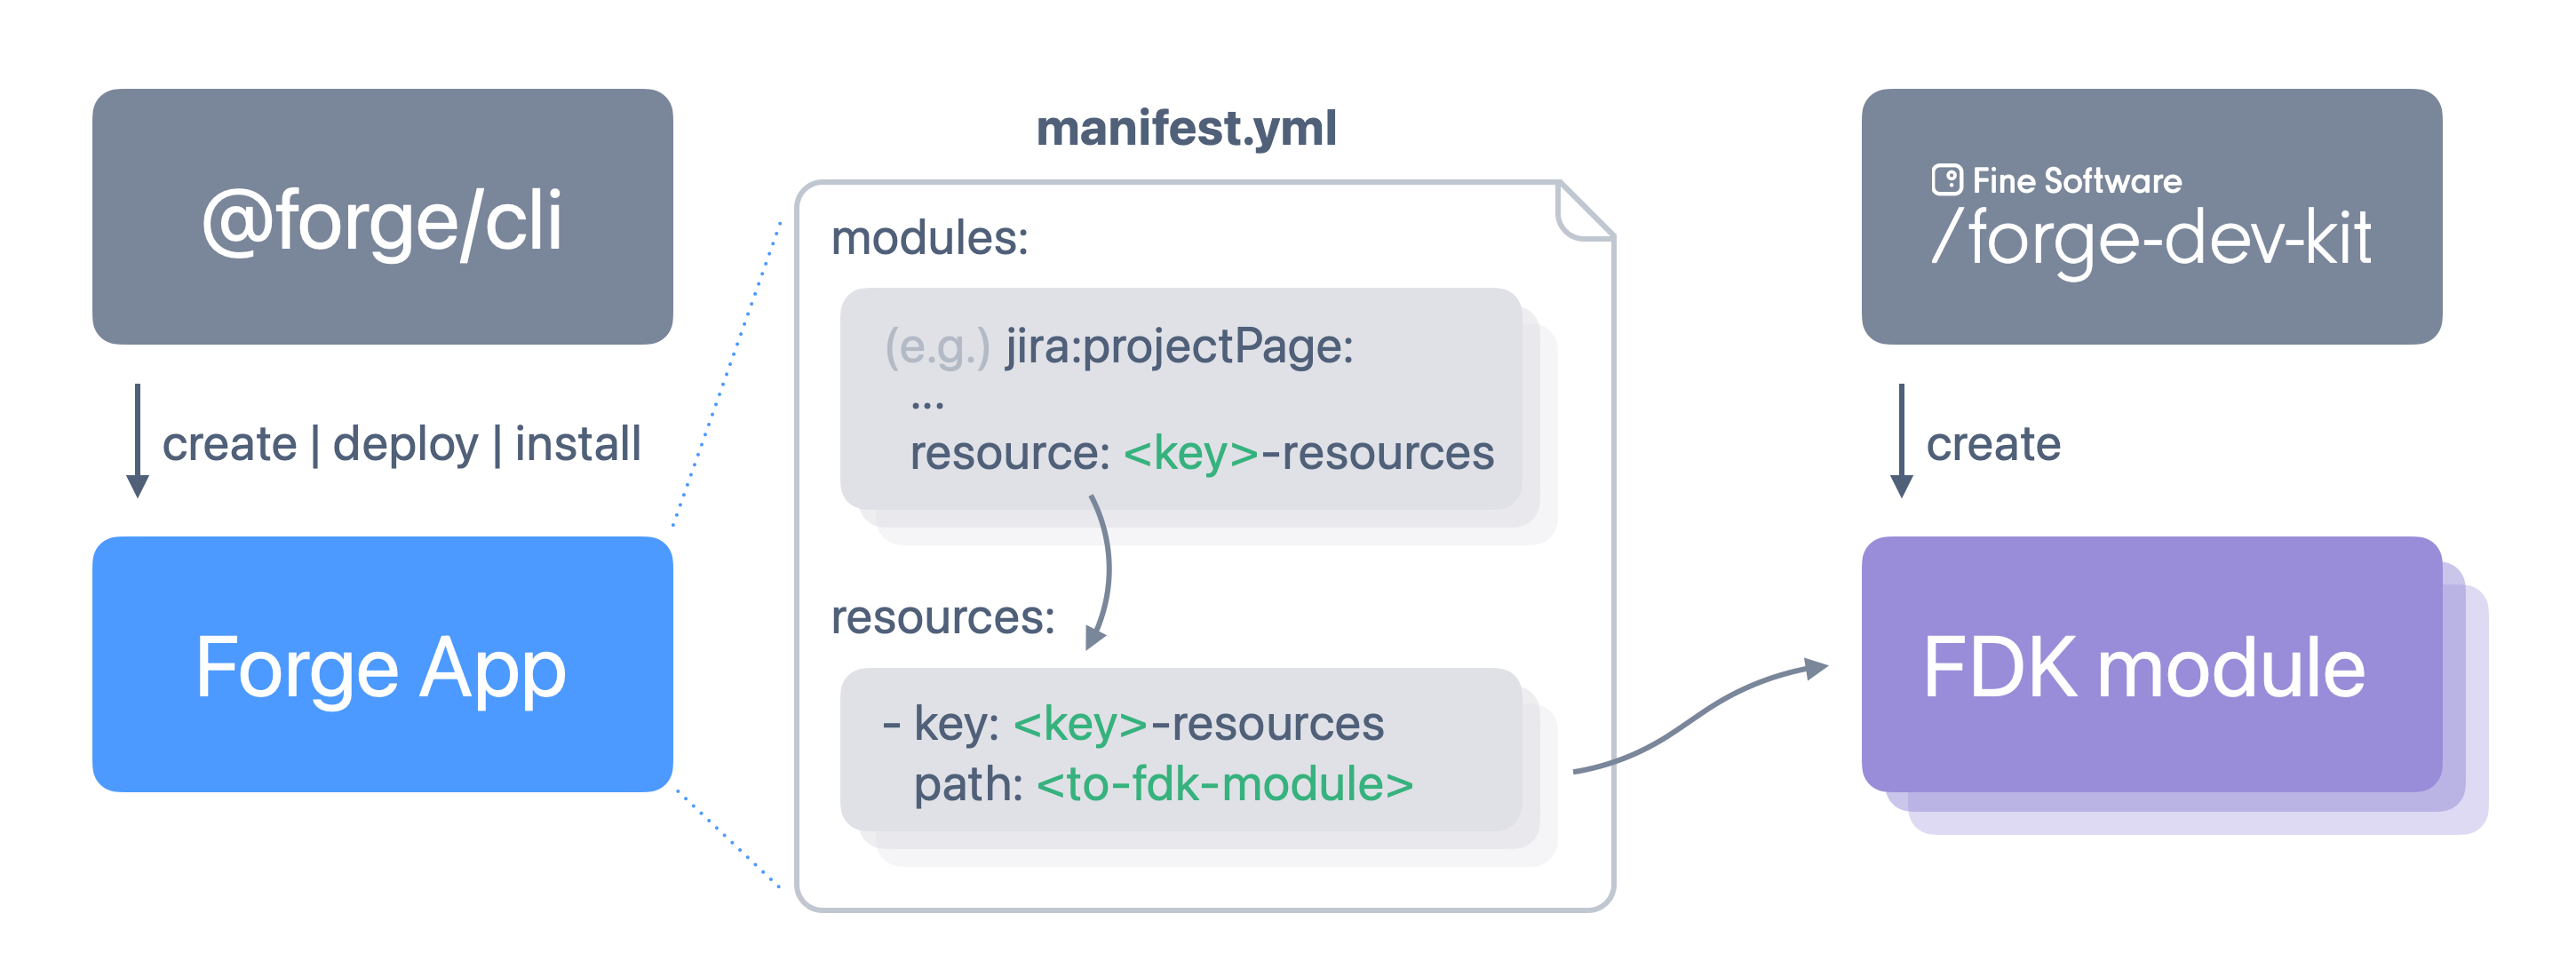 @forge/cli
create | deploy | install
Forge App
manifest.yml
modules:
(e.g.) jira:projectPage:
...
resource: <key>-resources
resources:
- key: <key>-resources
path: <to-fdk-module>
Fine Software
/forge-dev-kit
create
FDK module